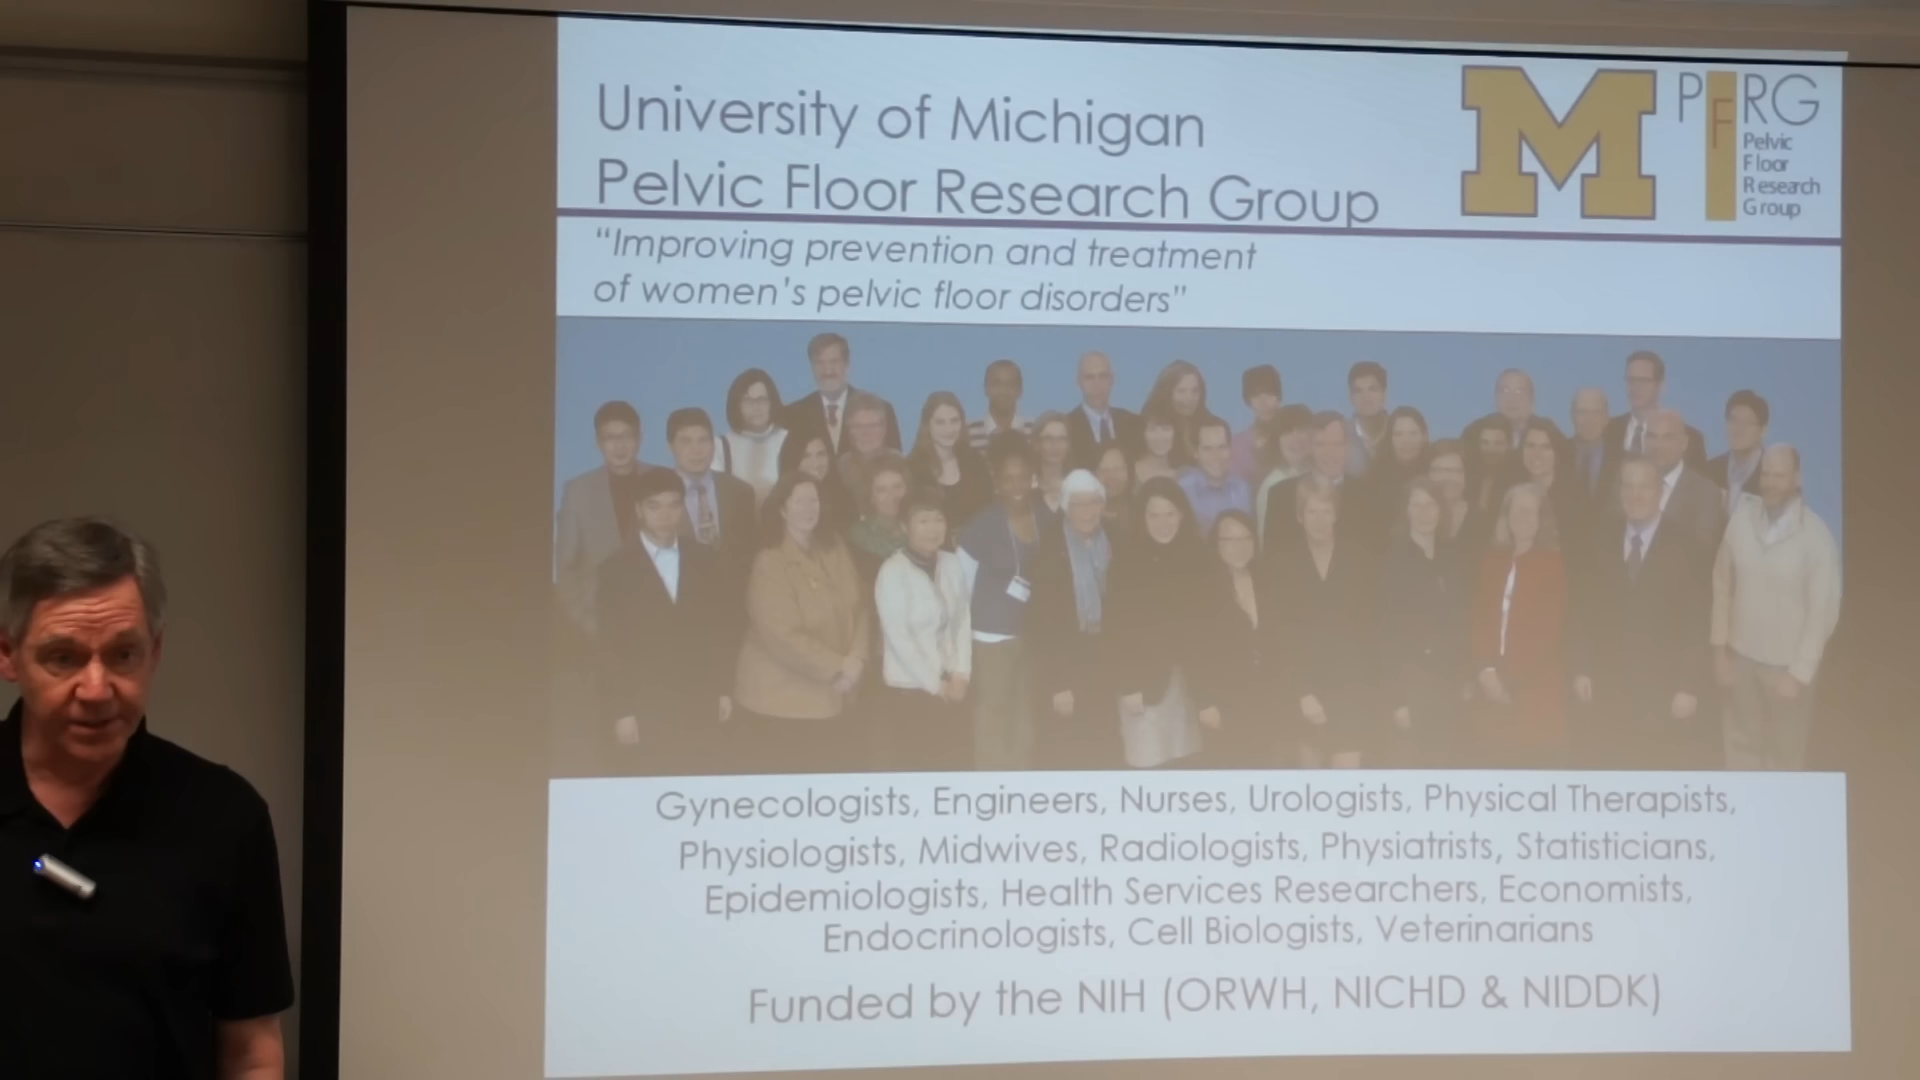 University of Michigan
Pelvic Floor Research Group
M
PFRG
Pelvic
Floor
Research
Group
“Improving prevention and treatment
of women's pelvic floor disorders”
Gynecologists, Engineers, Nurses, Urologists, Physical Therapists,
Physiologists, Midwives, Radiologists, Physiatrists, Statisticians,
Epidemiologists, Health Services Researchers, Economists,
Endocrinologists, Cell Biologists, Veterinarians
Funded by the NIH (ORWH, NICHD & NIDDK)